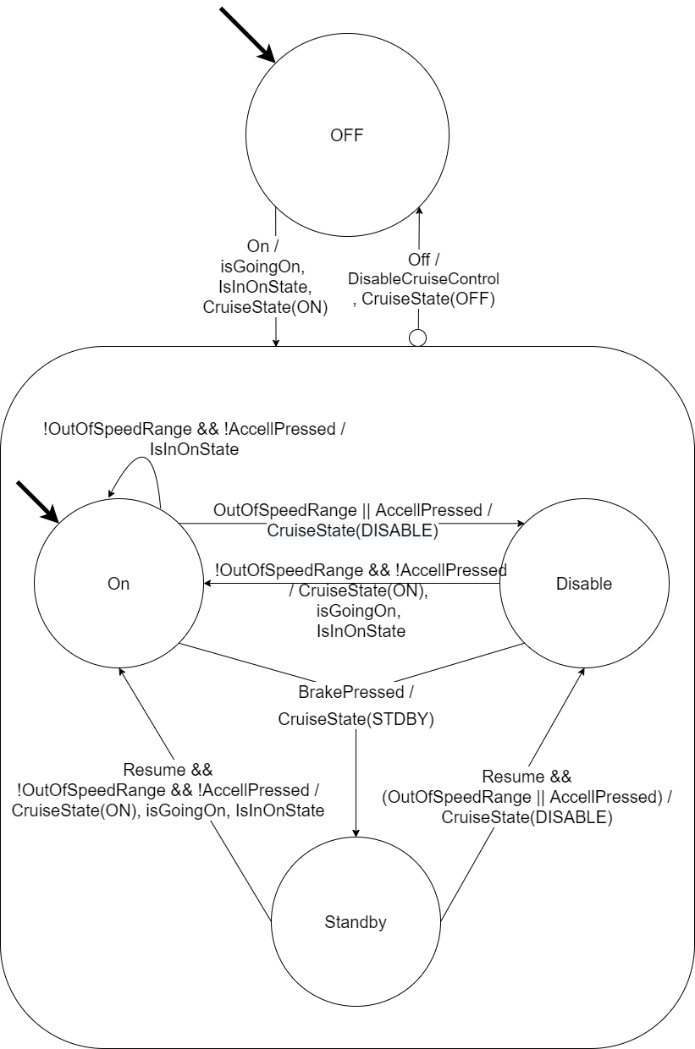 OFF
On /
isGoingOn,
IsInOnState,
CruiseState(ON)
Off /
DisableCruiseControl
, CruiseState(OFF)
!OutOfSpeedRange && !AccellPressed /
IsInOnState
OutOfSpeedRange || AccellPressed /
CruiseState(DISABLE)
On
!OutOfSpeedRange && !AccellPressed
/ CruiseState(ON),
isGoingOn,
IsInOnState
Disable
BrakePressed /
CruiseState(STDBY)
Resume &&
!OutOfSpeedRange && !AccellPressed /
CruiseState(ON), isGoingOn, IsInOnState
Resume &&
(OutOfSpeedRange || AccellPressed) /
CruiseState(DISABLE)
Standby